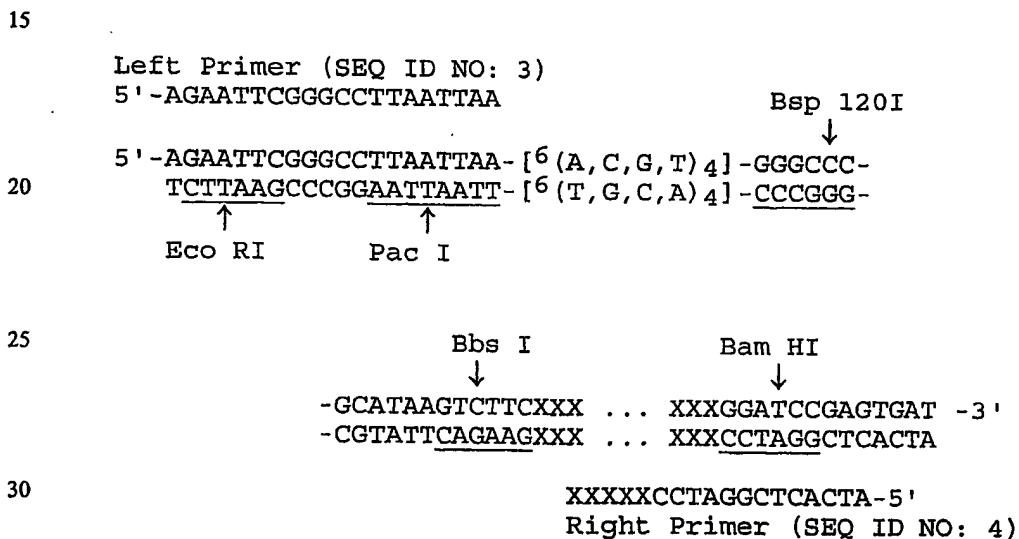 15
Left Primer (SEQ ID NO: 3)
5'-AGAATTCGGGCCTTAATTAA
Bsp 120I
↓
5'-AGAATTCGGGCCTTAATTAA-[6(A,C,G,T)4]-GGGCCC-
20 TCTTAAGCCCGGAATTAATT-[6(T,G,C,A)4]-CCCGGG-
↑ ↑
Eco RI Pac I
25 Bbs I Bam HI
↓ ↓
-GCATAAGTCTTCXXX ... XXXGGATCCGAGTGAT -3'
-CGTATTCAGAAGXXX ... XXXCCTAGGCTCACTA
30 XXXXXCCTAGGCTCACTA-5'
Right Primer (SEQ ID NO: 4)